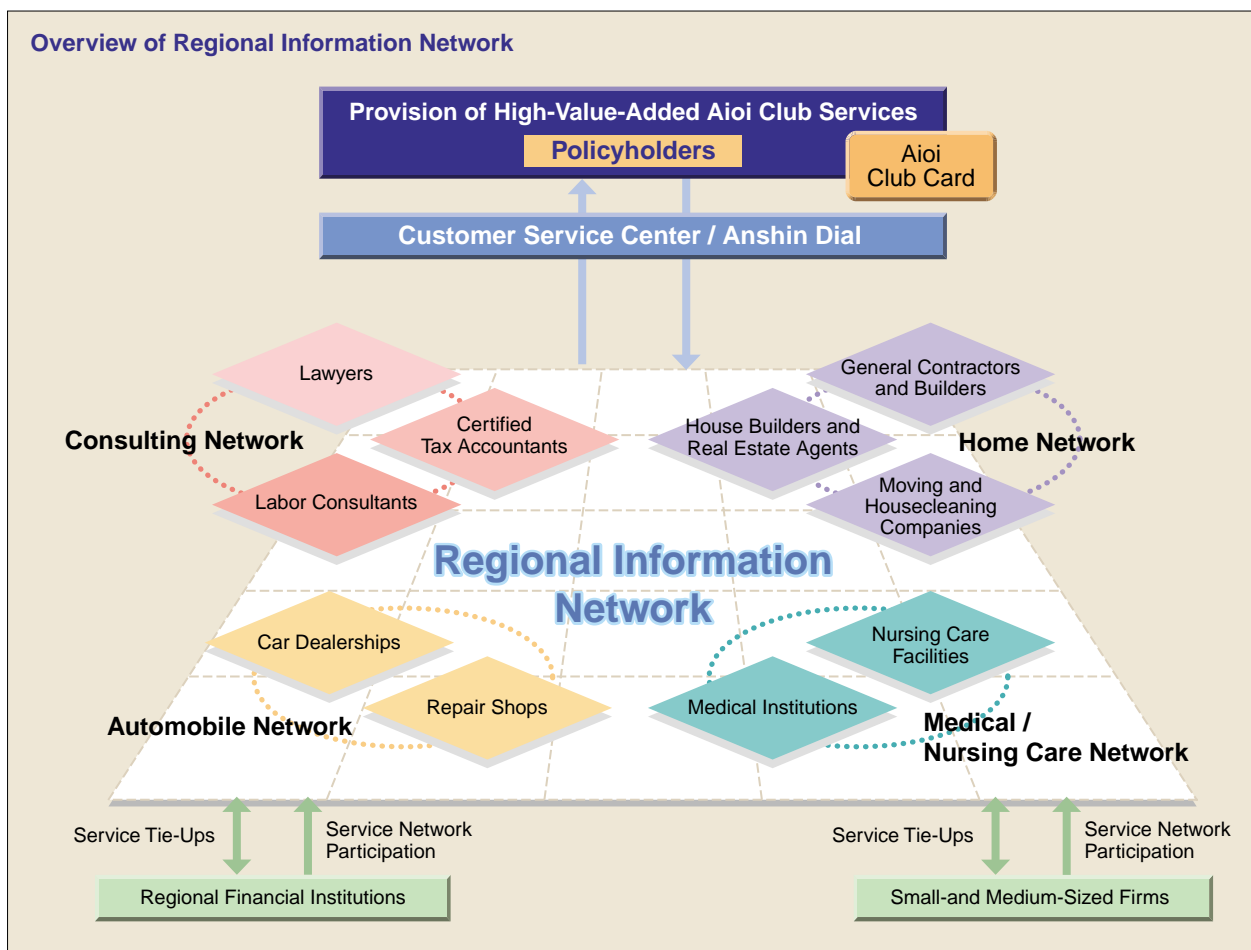 Overview of Regional Information Network
Provision of High-Value-Added Aioi Club Services
Policyholders
Aioi
Club Card
Customer Service Center / Anshin Dial
Lawyers
Certified
Tax Accountants
Consulting Network
Labor Consultants
General Contractors
and Builders
House Builders and
Real Estate Agents
Home Network
Moving and
Housecleaning
Companies
Regional Information
Network
Car Dealerships
Repair Shops
Automobile Network
Nursing Care
Facilities
Medical Institutions
Medical /
Nursing Care Network
Service Tie-Ups
Service Network
Participation
Regional Financial Institutions
Service Tie-Ups
Service Network
Participation
Small-and Medium-Sized Firms